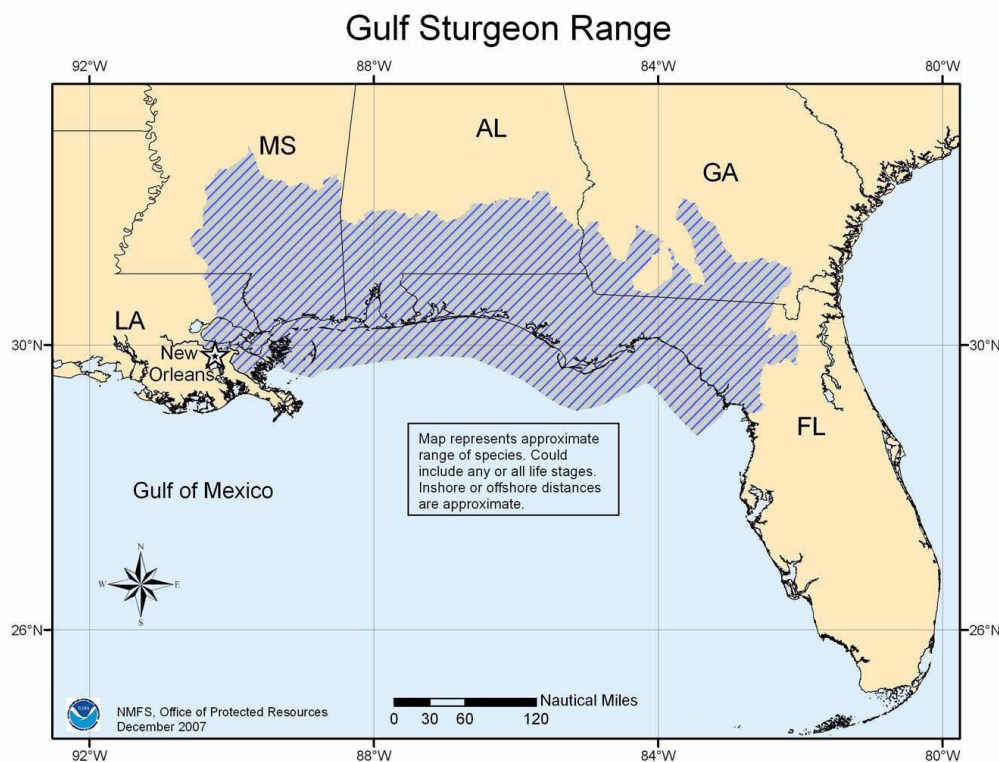 Gulf Sturgeon Range
92°W
88°W
84°W
80°W
MS
AL
GA
LA
30°N
30°N
New
Orleans
FL
Map represents approximate
range of species. Could
include any or all life stages.
Inshore or offshore distances
are approximate.
Gulf of Mexico
N
W
E
S
26°N
26°N
Nautical Miles
0
30
60
120
NMFS, Office of Protected Resources
December 2007
92°W
88°W
84°W
80°W